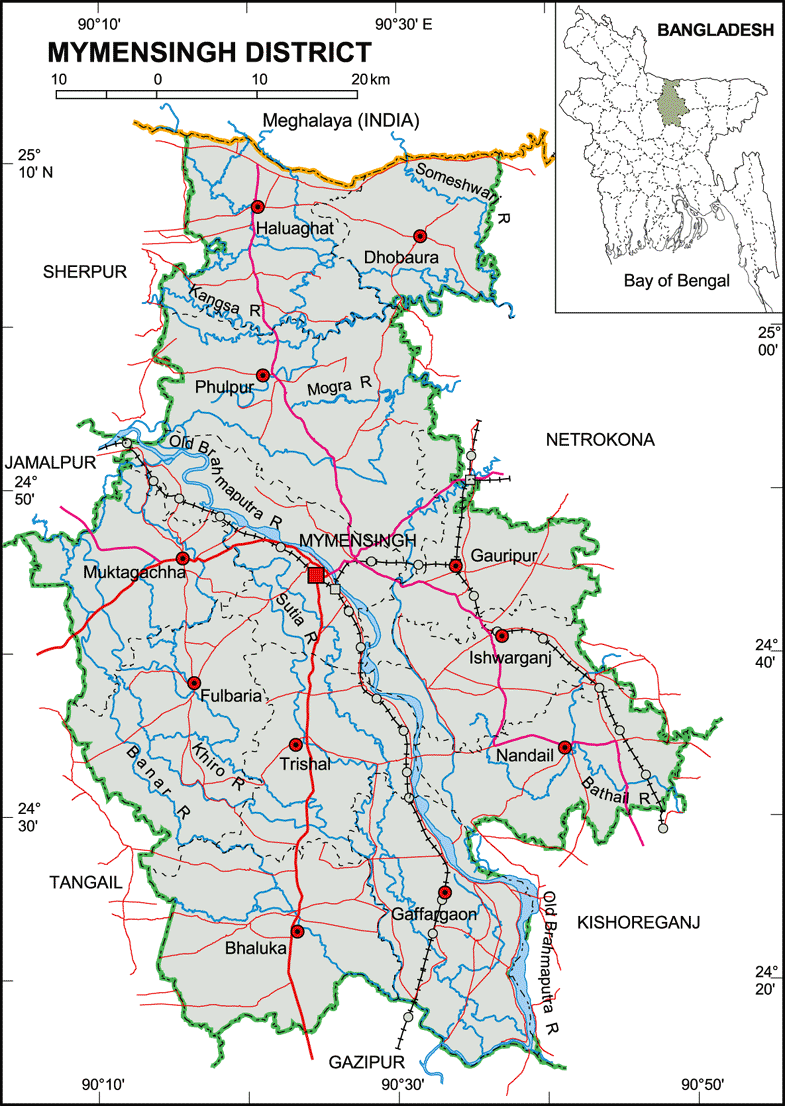 90°10'
90°30' E
MYMENSINGH DISTRICT
BANGLADESH
10 0 10 20 km
Meghalaya (INDIA)
25°
10' N
Someshwari R
Haluaghat
Dhobaura
SHERPUR
Bay of Bengal
Kangsa R
25°
00'
Phulpur
Mogra R
NETROKONA
Old Brahmaputra R
JAMALPUR
24°
50'
MYMENSINGH
Gauripur
Muktagachha
Sutia R
Ishwarganj
24°
40'
Fulbaria
Nandail
Khiro R
Trishal
Banar R
Bathail R
24°
30'
TANGAIL
Gaffargaon
Old Brahmaputra R
KISHOREGANJ
Bhaluka
24°
20'
GAZIPUR
90°10'
90°30'
90°50'